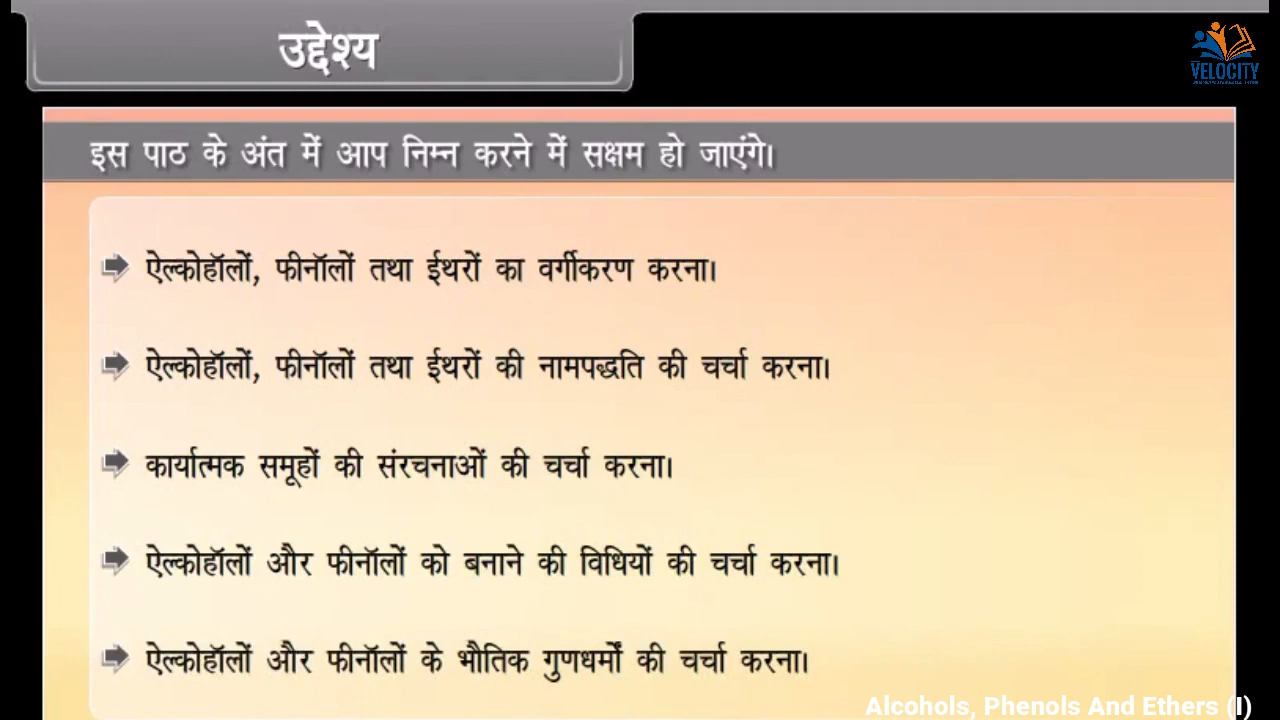 उद्देश्य
VELOCITY
इस पाठ के अंत में आप निम्न करने में सक्षम हो जाएंगे।
ऐल्कोहॉलों, फीनॉलों तथा ईथरों का वर्गीकरण करना।
ऐल्कोहॉलों, फीनॉलों तथा ईथरों की नामपद्धति की चर्चा करना।
कार्यात्मक समूहों की संरचनाओं की चर्चा करना।
ऐल्कोहॉलों और फीनॉलों को बनाने की विधियों की चर्चा करना।
ऐल्कोहॉलों और फीनॉलों के भौतिक गुणधर्मों की चर्चा करना।
Alcohols, Phenols And Ethers (I)